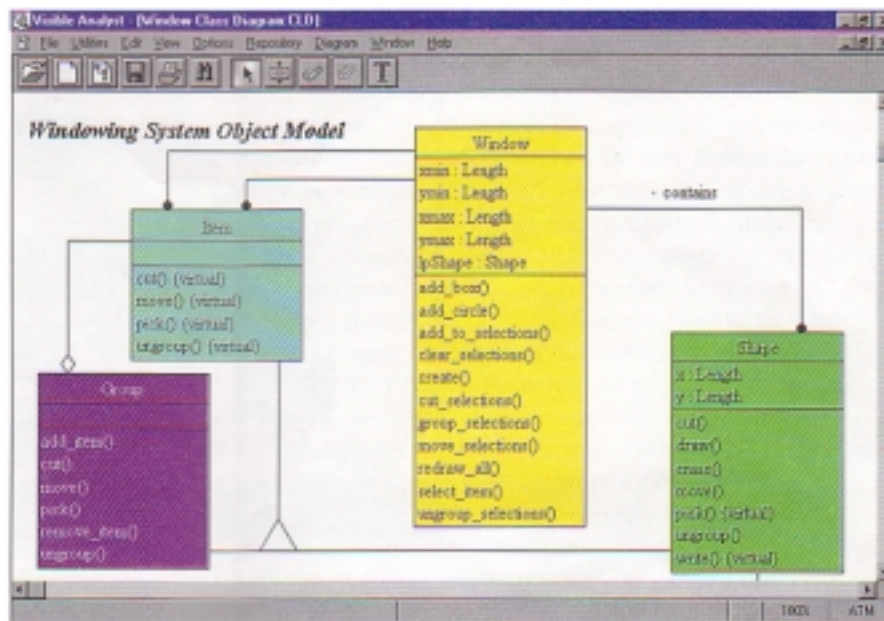 Visible Analyst - [Window Class Diagram CLD]
File Utilities Edit View Options Repository Diagram Window Help
Windowing System Object Model
Window
xmin : Length
ymin : Length
xmax : Length
ymax : Length
lpShape : Shape
add_box()
add_circle()
add_to_selections()
clear_selections()
create()
cut_selections()
group_selections()
move_selections()
redraw_all()
select_item()
ungroup_selections()
- contains
Item
cut() (virtual)
move() (virtual)
pick() (virtual)
ungroup() (virtual)
Group
add_item()
cut()
move()
pick()
remove_item()
ungroup()
Shape
x : Length
y : Length
cut()
draw()
erase()
move()
pick() (virtual)
ungroup()
write() (virtual)
100% ATM